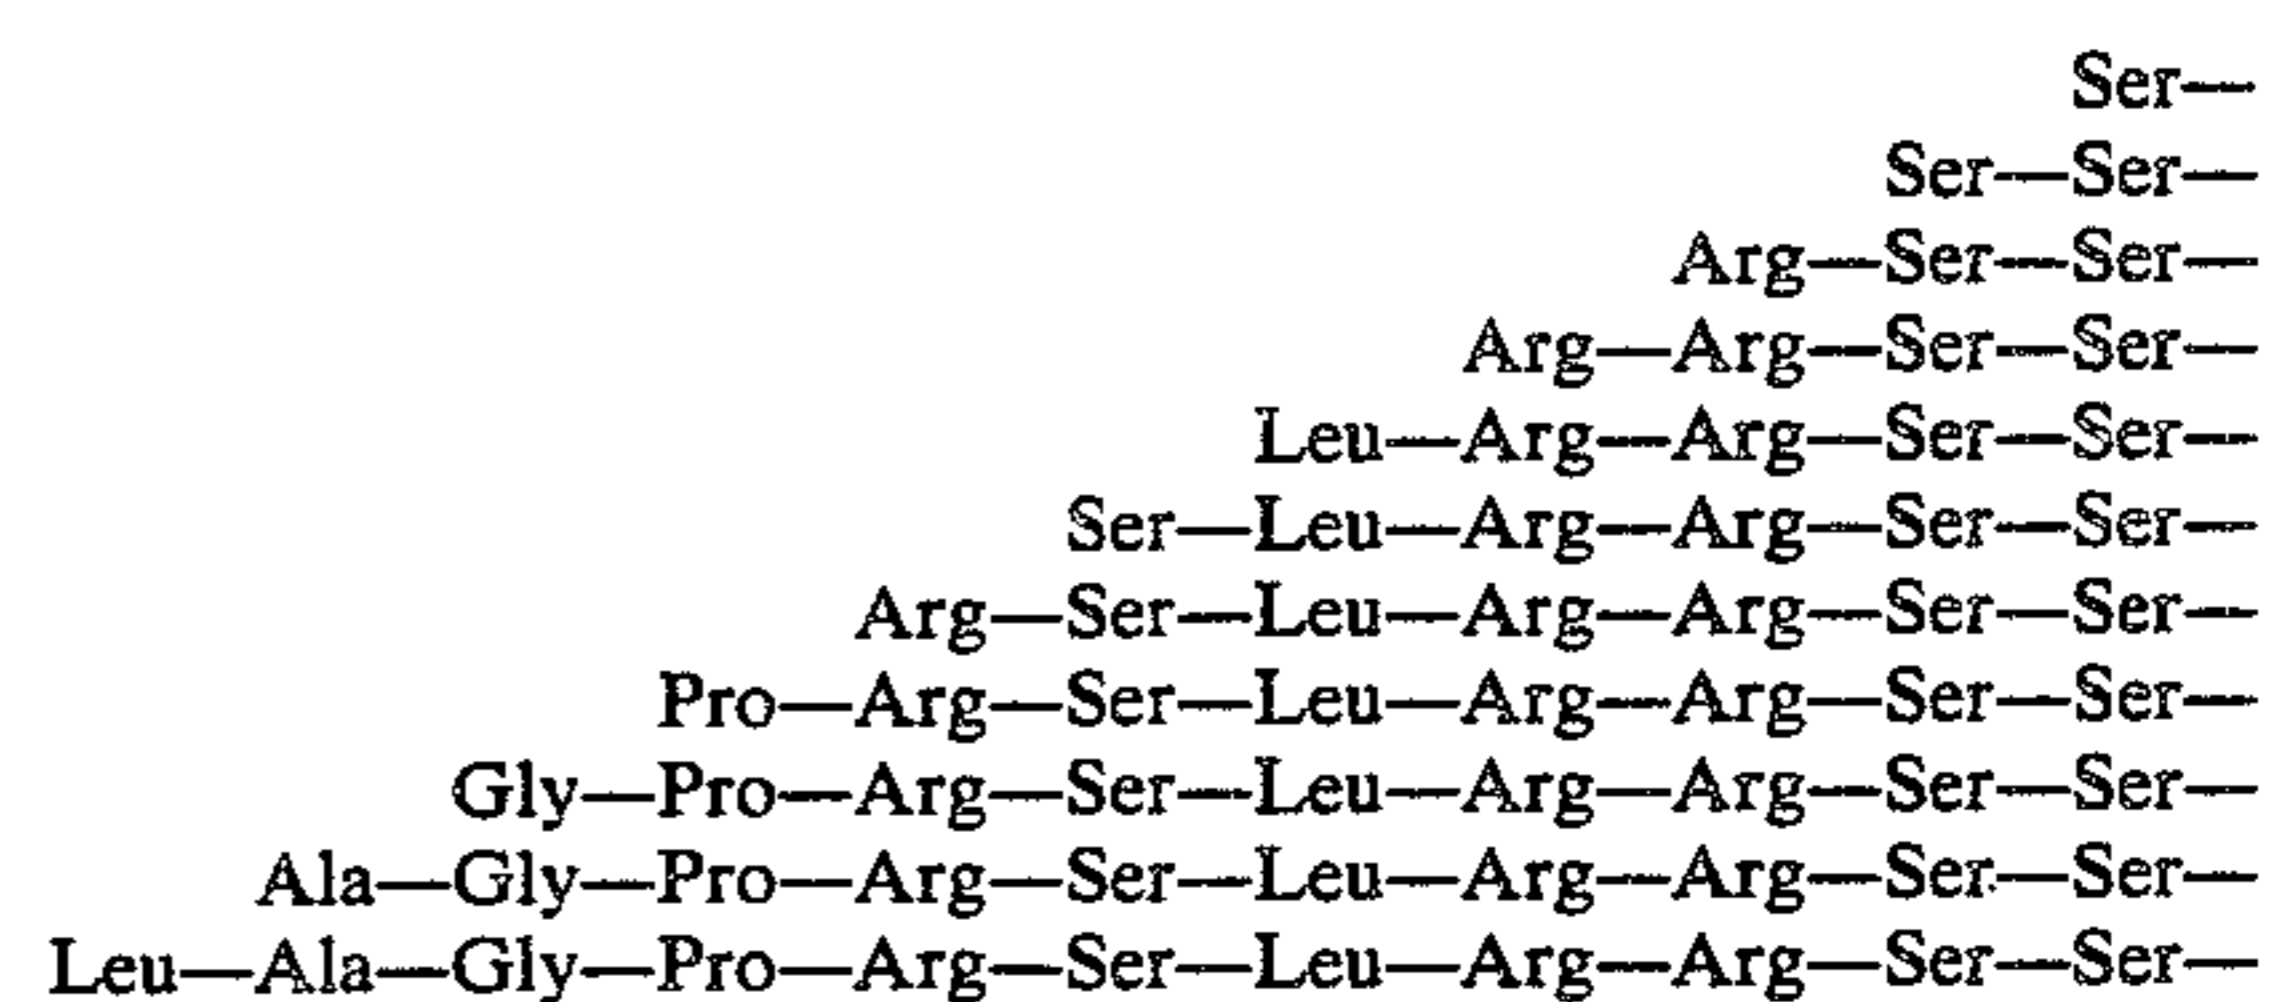 Ser—
Ser—Ser—
Arg—Ser—Ser—
Arg—Arg—Ser—Ser—
Leu—Arg—Arg—Ser—Ser—
Ser—Leu—Arg—Arg—Ser—Ser—
Arg—Ser—Leu—Arg—Arg—Ser—Ser—
Pro—Arg—Ser—Leu—Arg—Arg—Ser—Ser—
Gly—Pro—Arg—Ser—Leu—Arg—Arg—Ser—Ser—
Ala—Gly—Pro—Arg—Ser—Leu—Arg—Arg—Ser—Ser—
Leu—Ala—Gly—Pro—Arg—Ser—Leu—Arg—Arg—Ser—Ser—